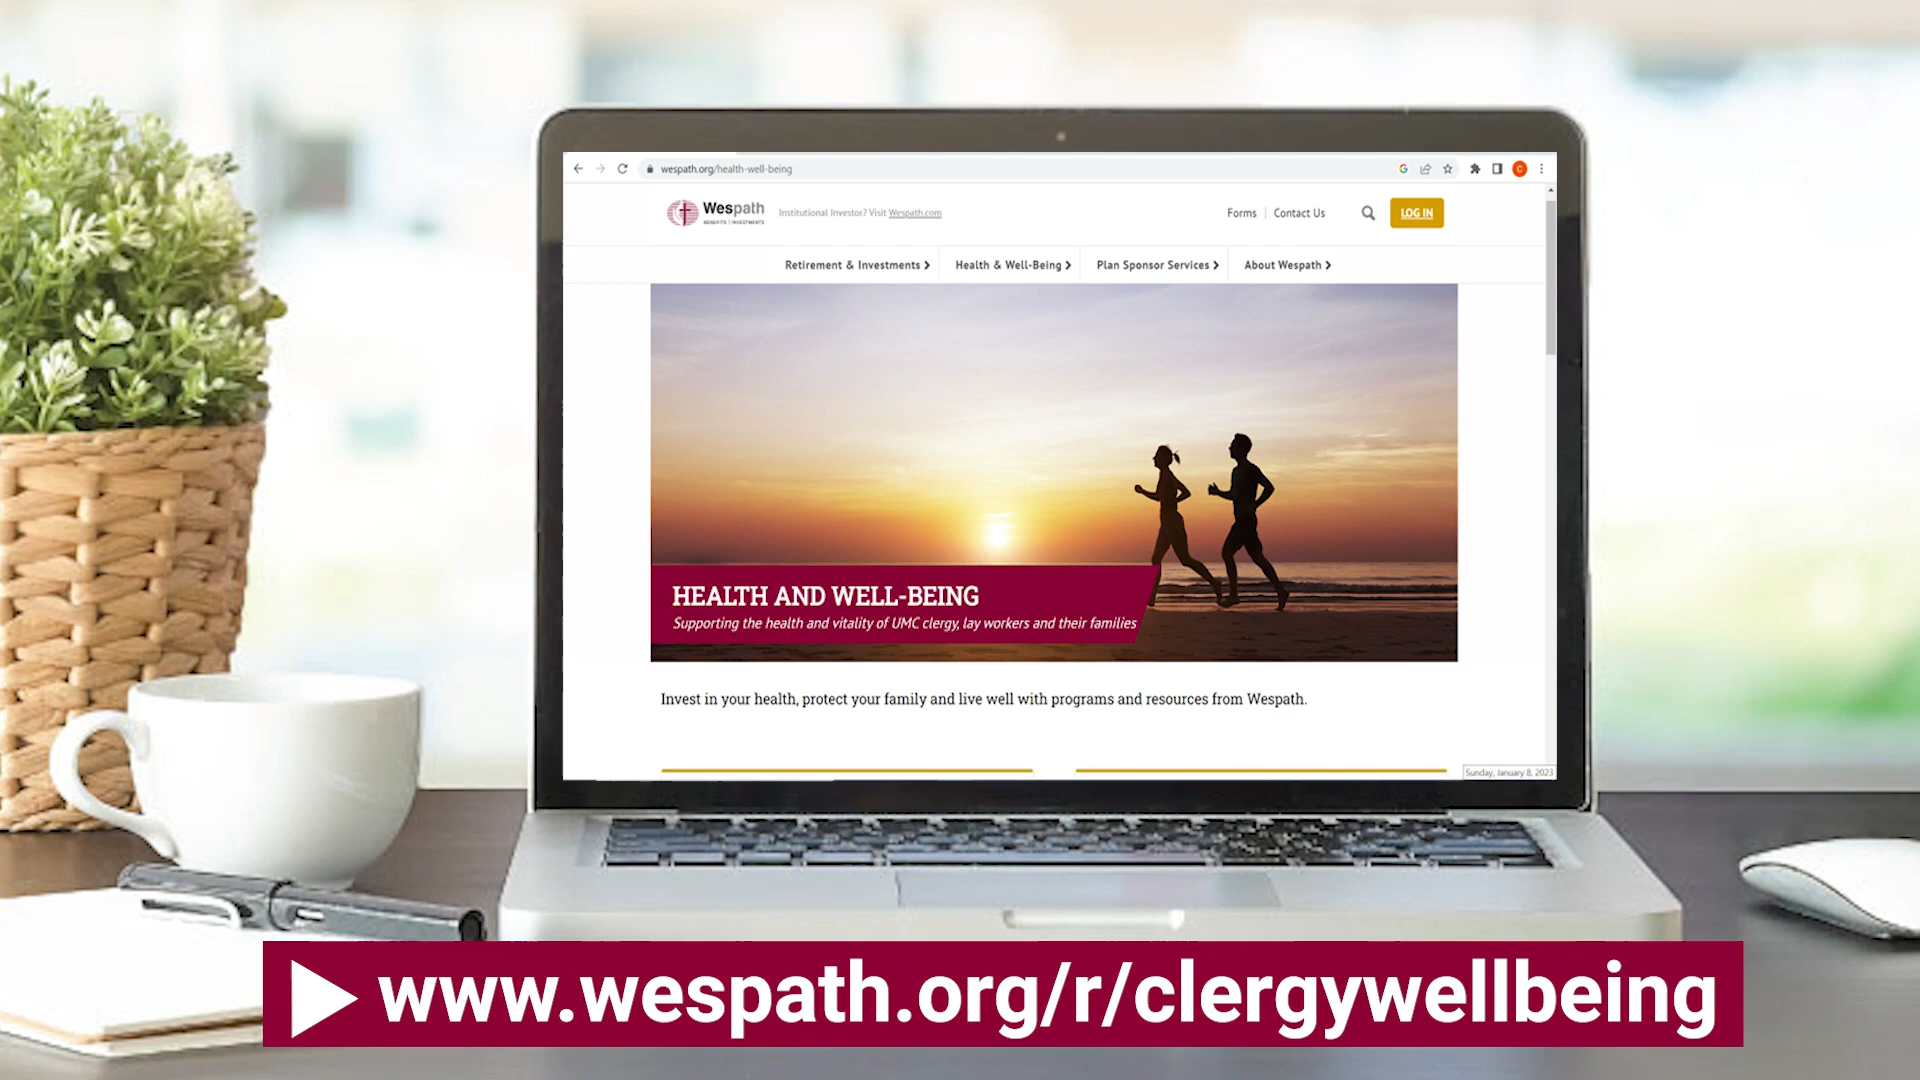 wespath.org/health-well-being
Wespath
BENEFITS | INVESTMENTS
Institutional Investor? Visit Wespath.com
Forms
Contact Us
LOG IN
Retirement & Investments
Health & Well-Being
Plan Sponsor Services
About Wespath
HEALTH AND WELL-BEING
Supporting the health and vitality of UMC clergy, lay workers and their families
Invest in your health, protect your family and live well with programs and resources from Wespath.
Sunday, January 8, 2023
www.wespath.org/r/clergywellbeing